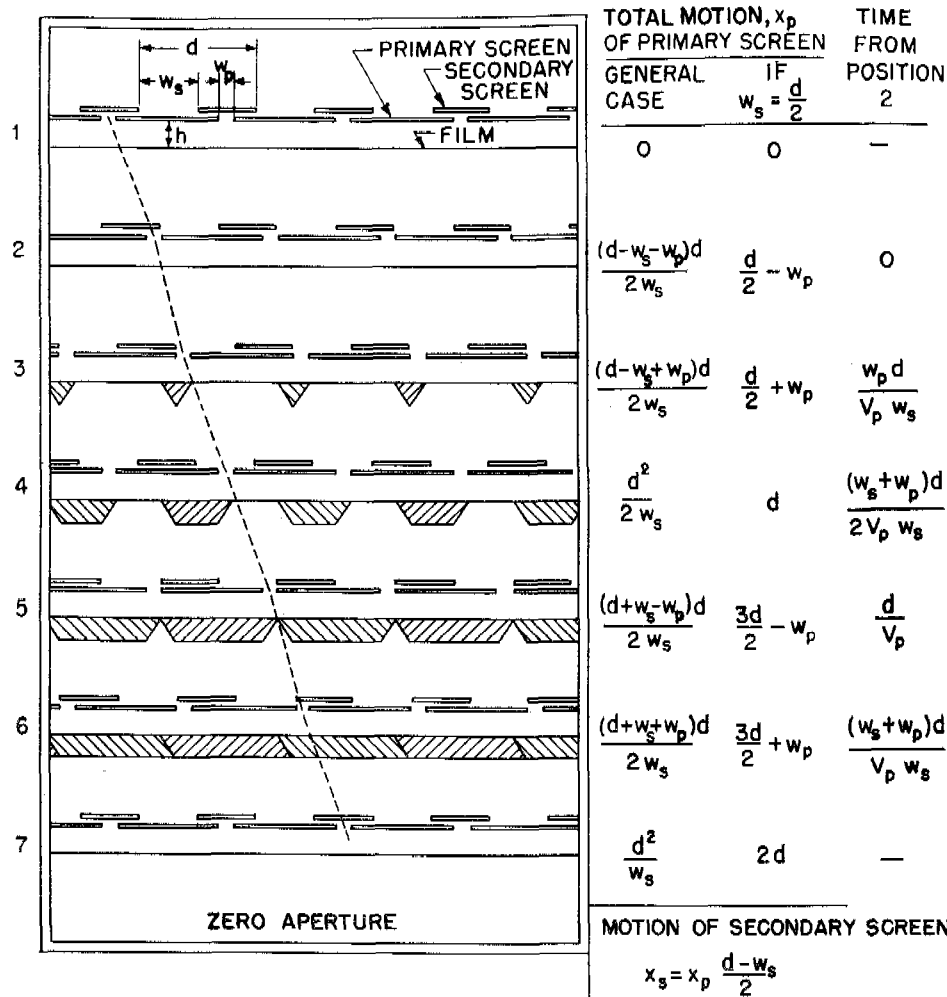 TOTAL MOTION, x_p OF PRIMARY SCREEN
TIME FROM POSITION 2
GENERAL CASE
IF w_s = d/2
d
w_s
w_p
PRIMARY SCREEN
SECONDARY SCREEN
h
FILM
1
0
0
—
2
(d-w_s-w_p)d / 2w_s
d/2 - w_p
0
3
(d-w_s+w_p)d / 2w_s
d/2 + w_p
w_p d / V_p w_s
4
d² / 2w_s
d
(w_s+w_p)d / 2V_p w_s
5
(d+w_s-w_p)d / 2w_s
3d/2 - w_p
d / V_p
6
(d+w_s+w_p)d / 2w_s
3d/2 + w_p
(w_s+w_p)d / V_p w_s
7
d² / w_s
2d
—
ZERO APERTURE
MOTION OF SECONDARY SCREEN
x_s = x_p (d-w_s)/2